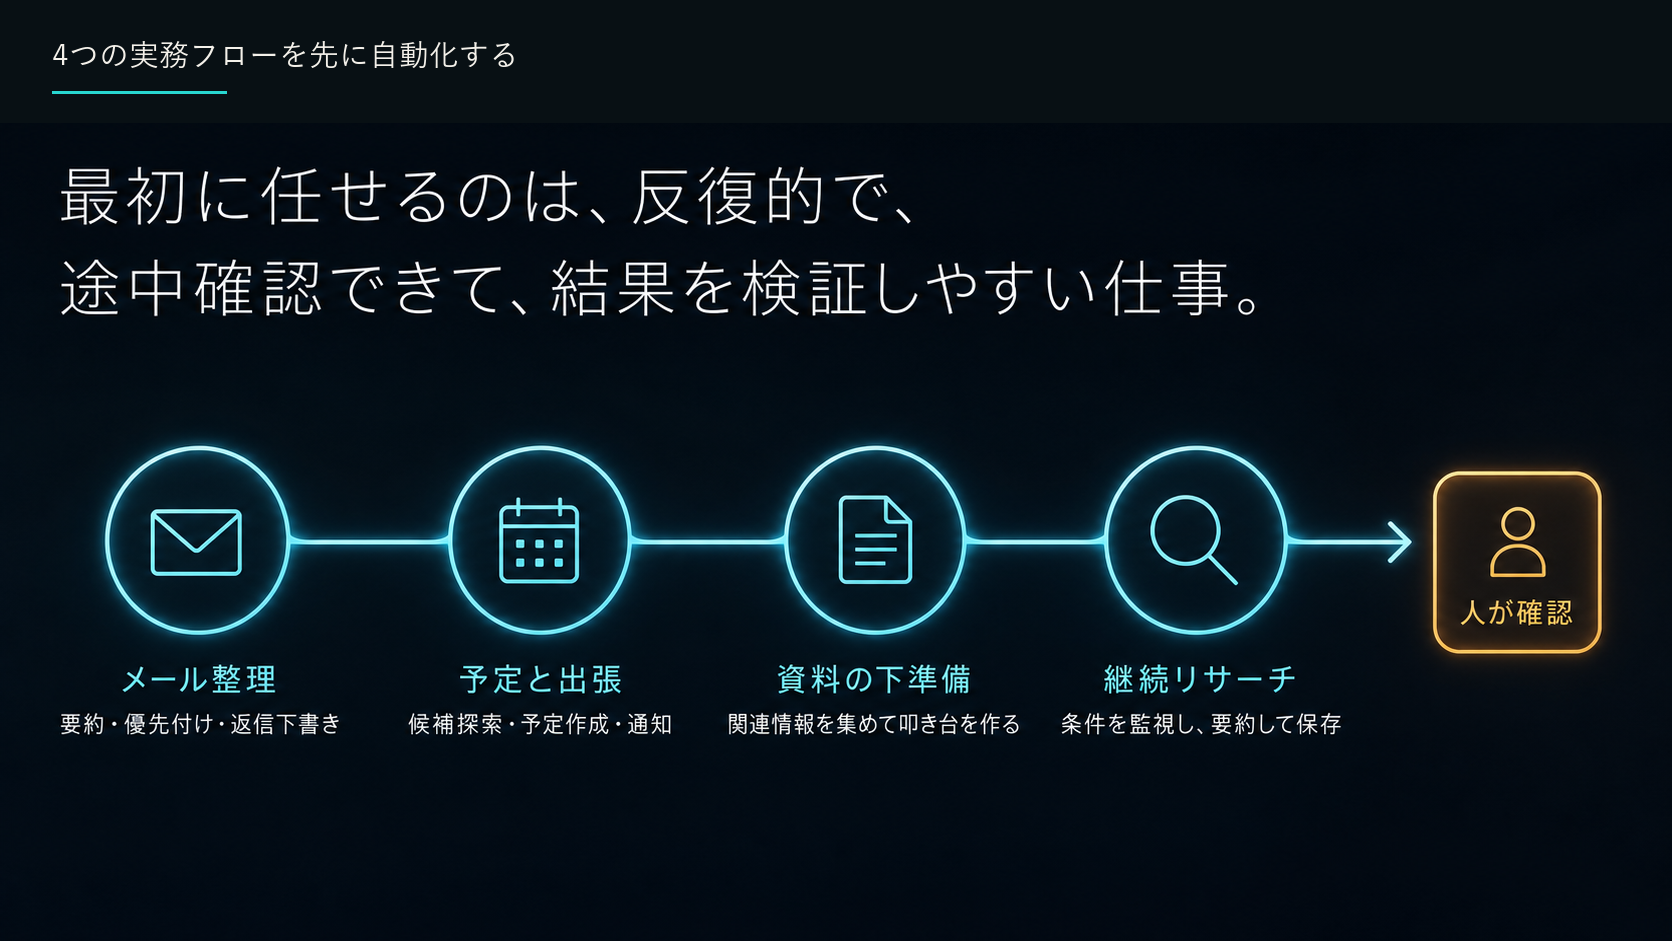 4つの実務フローを先に自動化する
最初に任せるのは、反復的で、
途中確認できて、結果を検証しやすい仕事。
メール整理
要約・優先付け・返信下書き
予定と出張
候補探索・予定作成・通知
資料の下準備
関連情報を集めて叩き台を作る
継続リサーチ
条件を監視し、要約して保存
人が確認